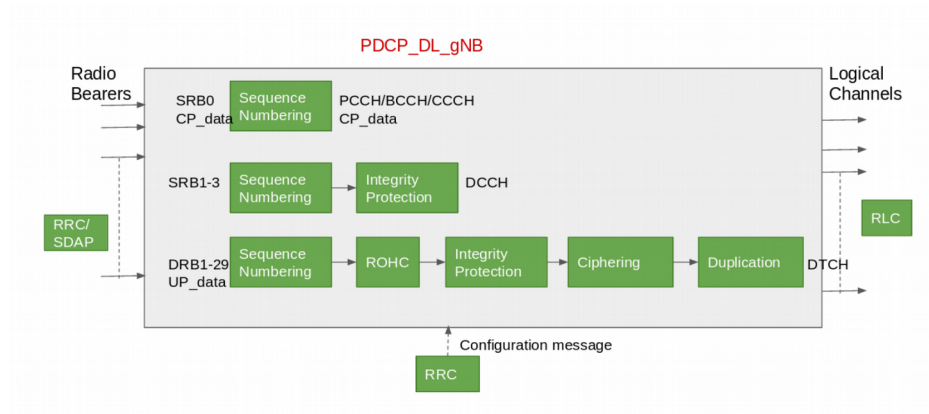 PDCP_DL_gNB
Radio
Bearers
Logical
Channels
SRB0
CP_data
Sequence
Numbering
PCCH/BCCH/CCCH
CP_data
SRB1-3
Sequence
Numbering
Integrity
Protection
DCCH
RRC/
SDAP
RLC
DRB1-29
UP_data
Sequence
Numbering
ROHC
Integrity
Protection
Ciphering
Duplication
DTCH
Configuration message
RRC